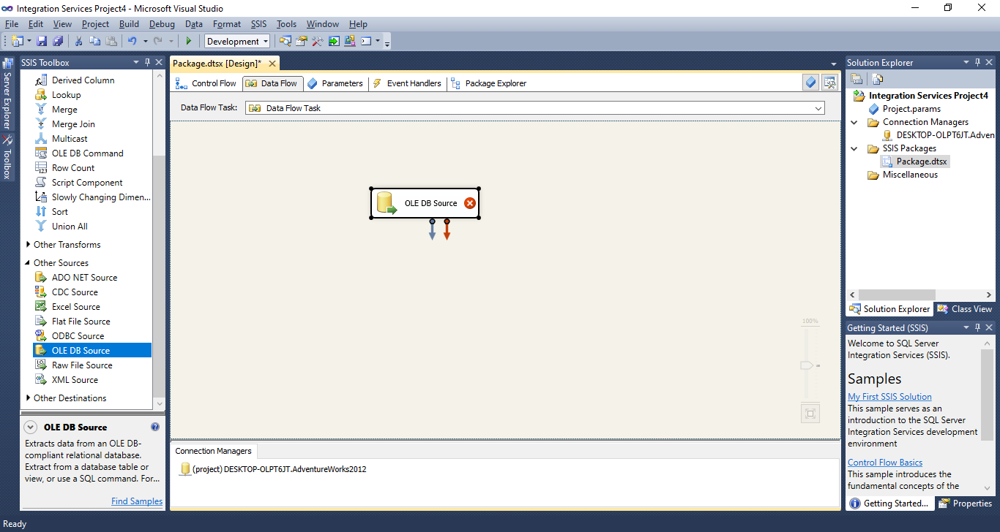 Integration Services Project4 - Microsoft Visual Studio
File Edit View Project Build Debug Data Format SSIS Tools Window Help
Development
Server Explorer
Toolbox
SSIS Toolbox
Derived Column
Lookup
Merge
Merge Join
Multicast
OLE DB Command
Row Count
Script Component
Slowly Changing Dimen...
Sort
Union All
Other Transforms
Other Sources
ADO NET Source
CDC Source
Excel Source
Flat File Source
ODBC Source
OLE DB Source
Raw File Source
XML Source
Other Destinations
OLE DB Source
Extracts data from an OLE DB-
compliant relational database.
Extract from a database table or
view, or use a SQL command. For...
Find Samples
Package.dtsx [Design]*
Control Flow Data Flow Parameters Event Handlers Package Explorer
Data Flow Task: Data Flow Task
OLE DB Source
100%
Connection Managers
(project) DESKTOP-OLPT6JT.AdventureWorks2012
Solution Explorer
Integration Services Project4
Project.params
Connection Managers
DESKTOP-OLPT6JT.Adven
SSIS Packages
Package.dtsx
Miscellaneous
Solution Explorer Class View
Getting Started (SSIS)
Welcome to SQL Server
Integration Services (SSIS).
Samples
My First SSIS Solution
This sample serves as an
introduction to the SQL Server
Integration Services development
environment
Control Flow Basics
This sample introduces the
fundamental concepts of the
Getting Started... Properties
Ready